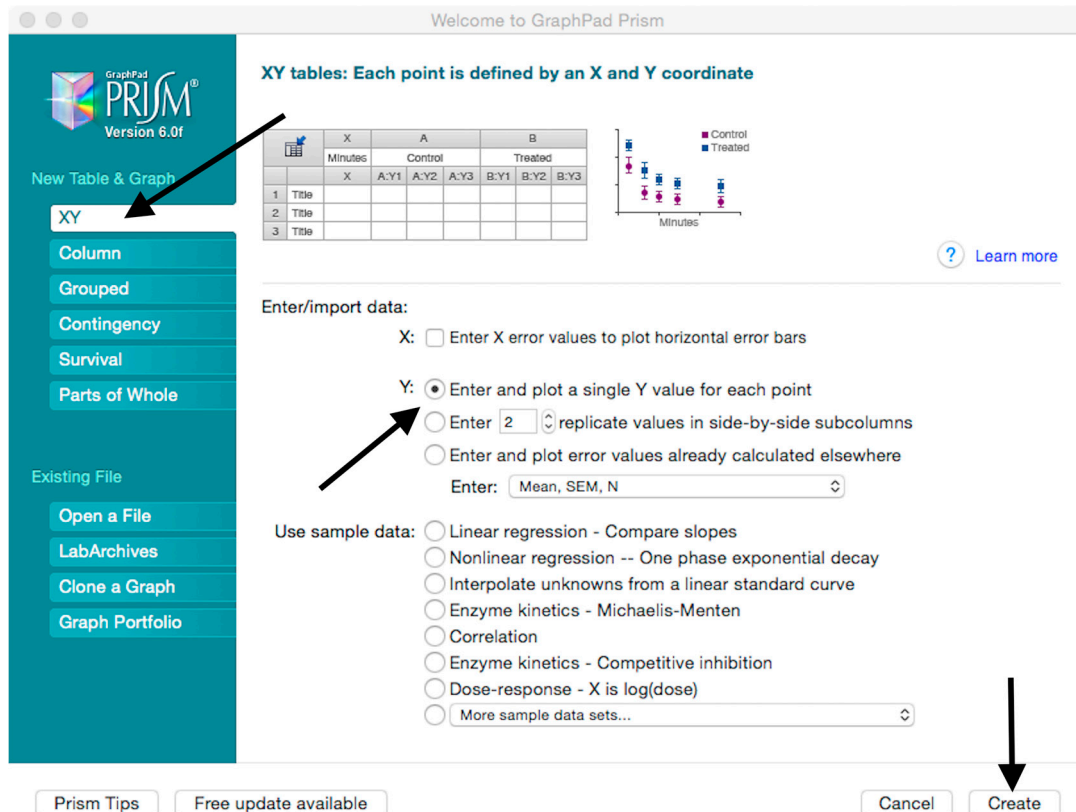 Welcome to GraphPad Prism
GraphPad
PRISM®
Version 6.0f
New Table & Graph
XY
Column
Grouped
Contingency
Survival
Parts of Whole
Existing File
Open a File
LabArchives
Clone a Graph
Graph Portfolio
XY tables: Each point is defined by an X and Y coordinate
X A B
Minutes Control Treated
X A:Y1 A:Y2 A:Y3 B:Y1 B:Y2 B:Y3
1 Title
2 Title
3 Title
Control
Treated
Minutes
? Learn more
Enter/import data:
X: Enter X error values to plot horizontal error bars
Y: Enter and plot a single Y value for each point
Enter 2 replicate values in side-by-side subcolumns
Enter and plot error values already calculated elsewhere
Enter: Mean, SEM, N
Use sample data: Linear regression - Compare slopes
Nonlinear regression -- One phase exponential decay
Interpolate unknowns from a linear standard curve
Enzyme kinetics - Michaelis-Menten
Correlation
Enzyme kinetics - Competitive inhibition
Dose-response - X is log(dose)
More sample data sets...
Prism Tips Free update available Cancel Create